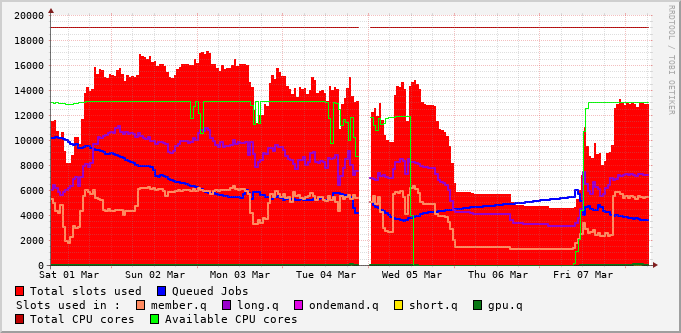 20000
18000
16000
14000
12000
10000
8000
6000
4000
2000
0
Sat 01 Mar Sun 02 Mar Mon 03 Mar Tue 04 Mar Wed 05 Mar Thu 06 Mar Fri 07 Mar
Total slots used Queued Jobs
Slots used in : member.q long.q ondemand.q short.q gpu.q
Total CPU cores Available CPU cores
RRDTOOL / TOBI OETIKER